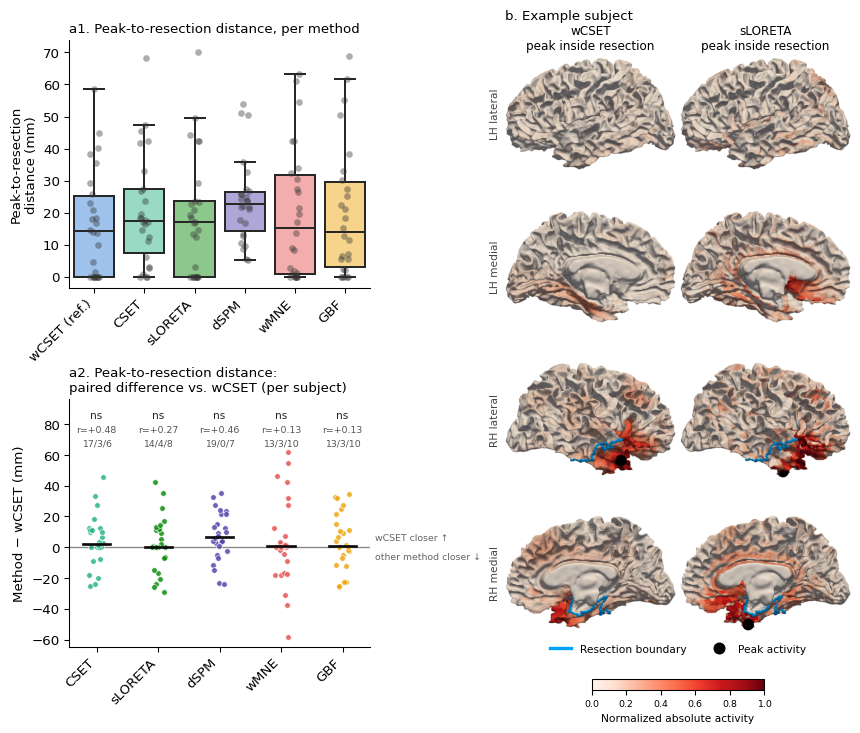 a1. Peak-to-resection distance, per method
Peak-to-resection
distance (mm)
70
60
50
40
30
20
10
0
wCSET (ref.)
CSET
sLORETA
dSPM
wMNE
GBF
a2. Peak-to-resection distance:
paired difference vs. wCSET (per subject)
Method − wCSET (mm)
80
60
40
20
0
−20
−40
−60
ns ns ns ns ns
r=+0.48 r=+0.27 r=+0.46 r=+0.13 r=+0.13
17/3/6 14/4/8 19/0/7 13/3/10 13/3/10
wCSET closer ↑
other method closer ↓
CSET
sLORETA
dSPM
wMNE
GBF
b. Example subject
wCSET
peak inside resection
sLORETA
peak inside resection
LH lateral
LH medial
RH lateral
RH medial
Resection boundary
Peak activity
0.0 0.2 0.4 0.6 0.8 1.0
Normalized absolute activity